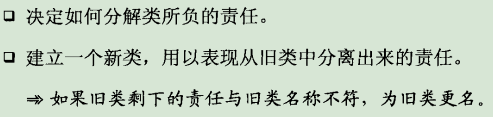 ❑ 决定如何分解类所负的责任。
❑ 建立一个新类，用以表现从旧类中分离出来的责任。
⇒ 如果旧类剩下的责任与旧类名称不符，为旧类更名。